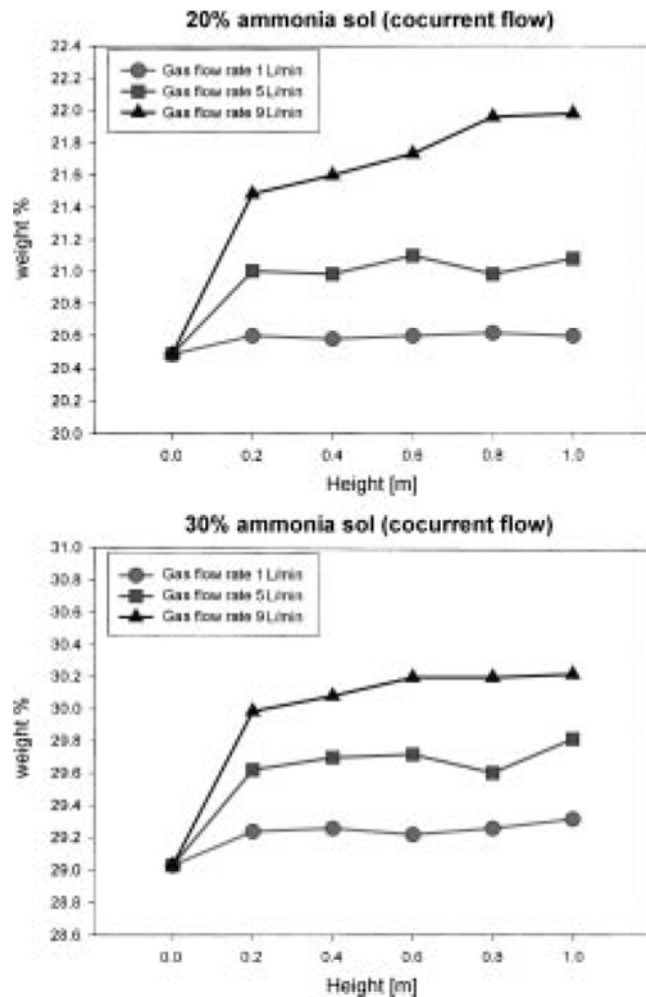 20% ammonia sol (cocurrent flow)
22.4
22.2
22.0
21.8
21.6
21.4
21.2
21.0
20.8
20.6
20.4
20.2
20.0
weight %
Gas flow rate 1L/min
Gas flow rate 5L/min
Gas flow rate 9L/min
0.0 0.2 0.4 0.6 0.8 1.0
Height [m]
30% ammonia sol (cocurrent flow)
31.0
30.8
30.6
30.4
30.2
30.0
29.8
29.6
29.4
29.2
29.0
28.8
28.6
weight %
Gas flow rate 1L/min
Gas flow rate 5L/min
Gas flow rate 9L/min
0.0 0.2 0.4 0.6 0.8 1.0
Height [m]